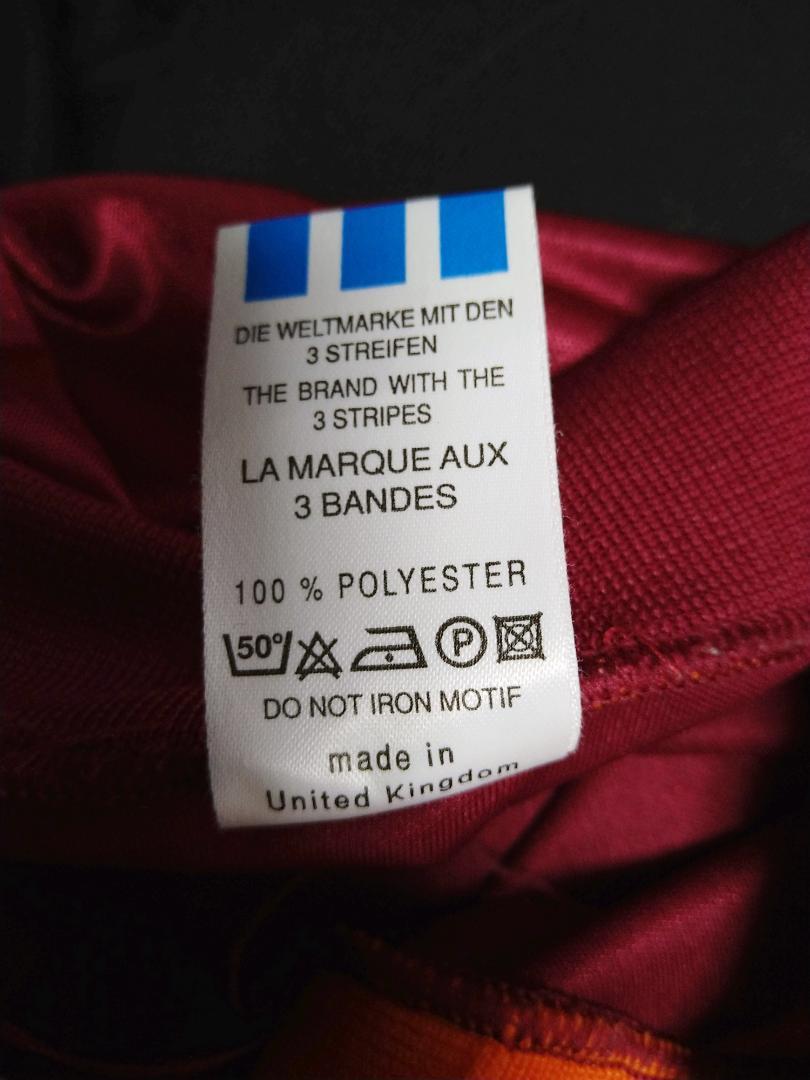 DIE WELTMARKE MIT DEN
3 STREIFEN
THE BRAND WITH THE
3 STRIPES
LA MARQUE AUX
3 BANDES
100 % POLYESTER
50° P
DO NOT IRON MOTIF
made in
United Kingdom